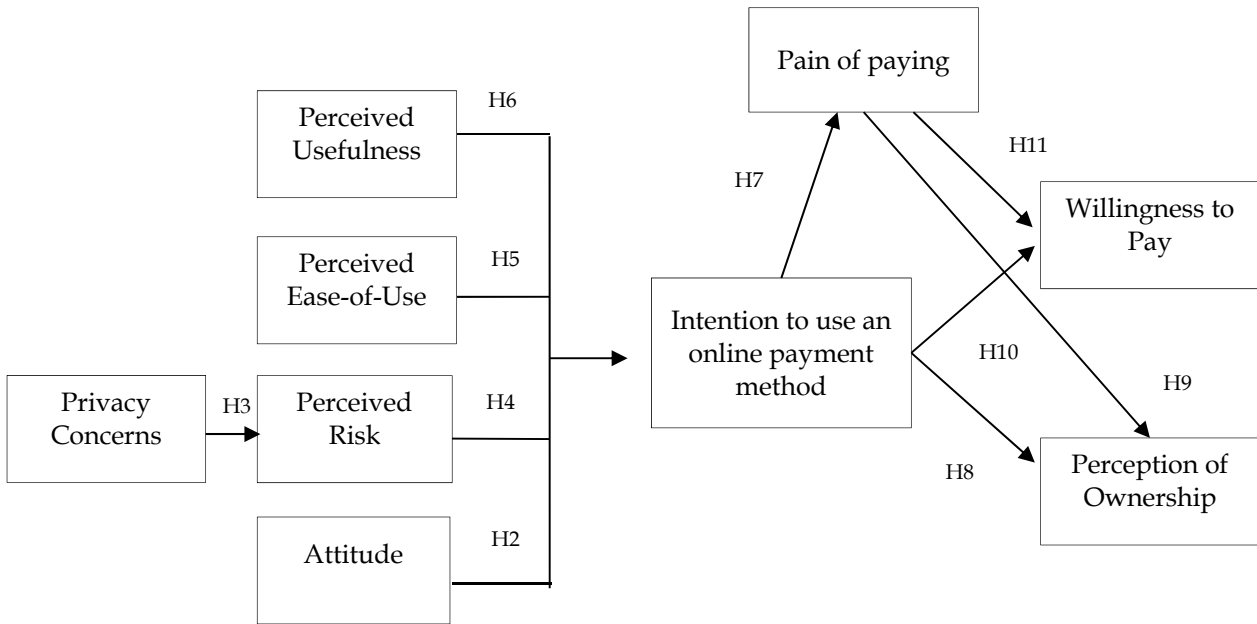 Pain of paying
H6
Perceived
Usefulness
H11
H7
Willingness to
Pay
H5
Perceived
Ease-of-Use
Intention to use an
online payment
method
H10
H9
Privacy
Concerns
H3
Perceived
Risk
H4
H8
Perception of
Ownership
H2
Attitude